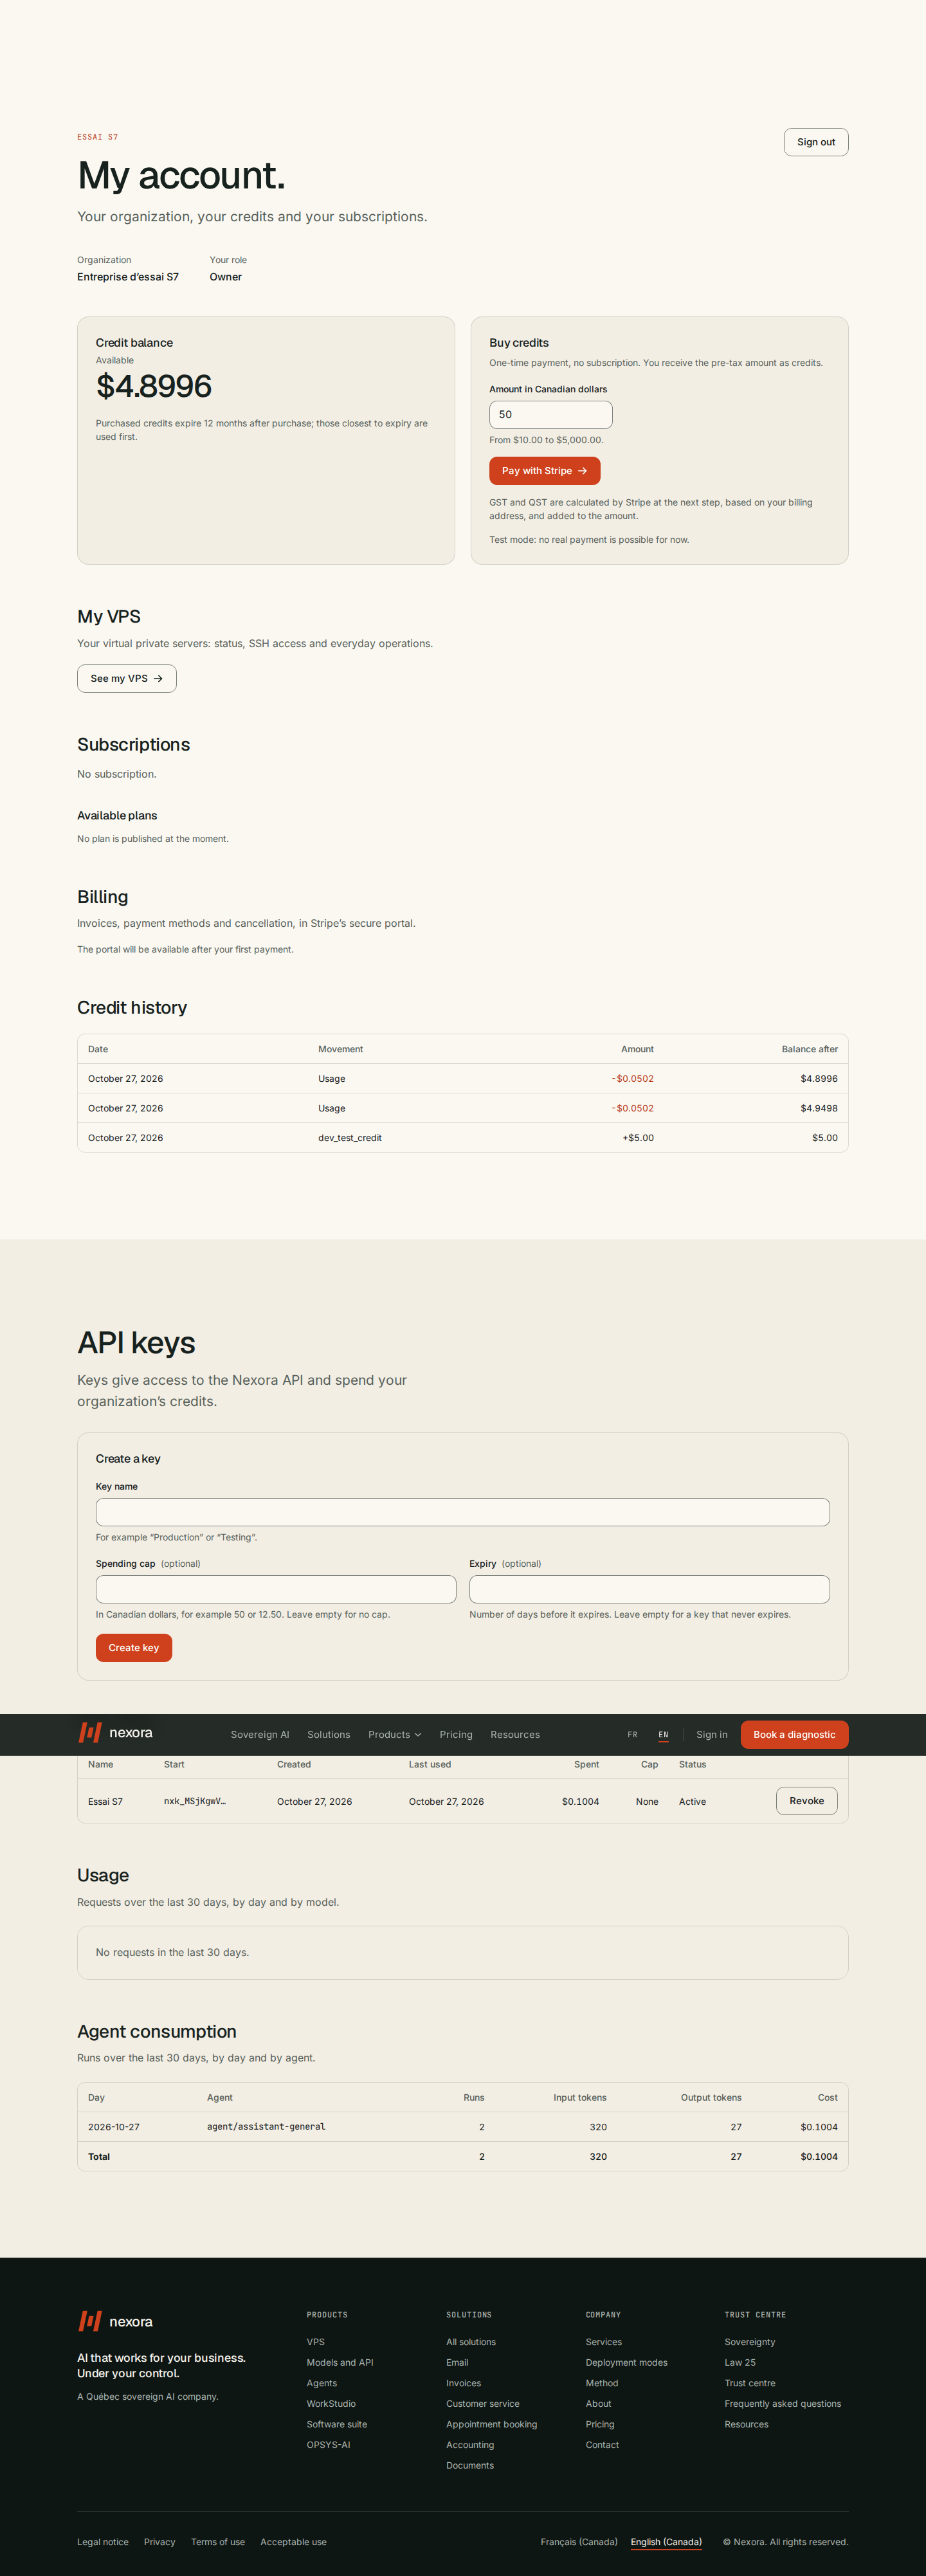 ESSAI S7
Sign out
My account.
Your organization, your credits and your subscriptions.
Organization
Your role
Entreprise d’essai S7
Owner
Credit balance
Available
$4.8996
Purchased credits expire 12 months after purchase; those closest to expiry are
used first.
Buy credits
One-time payment, no subscription. You receive the pre-tax amount as credits.
Amount in Canadian dollars
50
From $10.00 to $5,000.00.
Pay with Stripe →
GST and QST are calculated by Stripe at the next step, based on your billing
address, and added to the amount.
Test mode: no real payment is possible for now.
My VPS
Your virtual private servers: status, SSH access and everyday operations.
See my VPS →
Subscriptions
No subscription.
Available plans
No plan is published at the moment.
Billing
Invoices, payment methods and cancellation, in Stripe’s secure portal.
The portal will be available after your first payment.
Credit history
Date Movement Amount Balance after
October 27, 2026 Usage -$0.0502 $4.8996
October 27, 2026 Usage -$0.0502 $4.9498
October 27, 2026 dev_test_credit +$5.00 $5.00
API keys
Keys give access to the Nexora API and spend your
organization’s credits.
Create a key
Key name
For example “Production” or “Testing”.
Spending cap (optional)
In Canadian dollars, for example 50 or 12.50. Leave empty for no cap.
Expiry (optional)
Number of days before it expires. Leave empty for a key that never expires.
Create key
nexora Sovereign AI Solutions Products Pricing Resources FR EN Sign in Book a diagnostic
Name Start Created Last used Spent Cap Status
Essai S7 nxk_MSjKgwV… October 27, 2026 October 27, 2026 $0.1004 None Active Revoke
Usage
Requests over the last 30 days, by day and by model.
No requests in the last 30 days.
Agent consumption
Runs over the last 30 days, by day and by agent.
Day Agent Runs Input tokens Output tokens Cost
2026-10-27 agent/assistant-general 2 320 27 $0.1004
Total 2 320 27 $0.1004
nexora
AI that works for your business.
Under your control.
A Québec sovereign AI company.
PRODUCTS
VPS
Models and API
Agents
WorkStudio
Software suite
OPSYS-AI
SOLUTIONS
All solutions
Email
Invoices
Customer service
Appointment booking
Accounting
Documents
COMPANY
Services
Deployment modes
Method
About
Pricing
Contact
TRUST CENTRE
Sovereignty
Law 25
Trust centre
Frequently asked questions
Resources
Legal notice Privacy Terms of use Acceptable use
Français (Canada) English (Canada) © Nexora. All rights reserved.